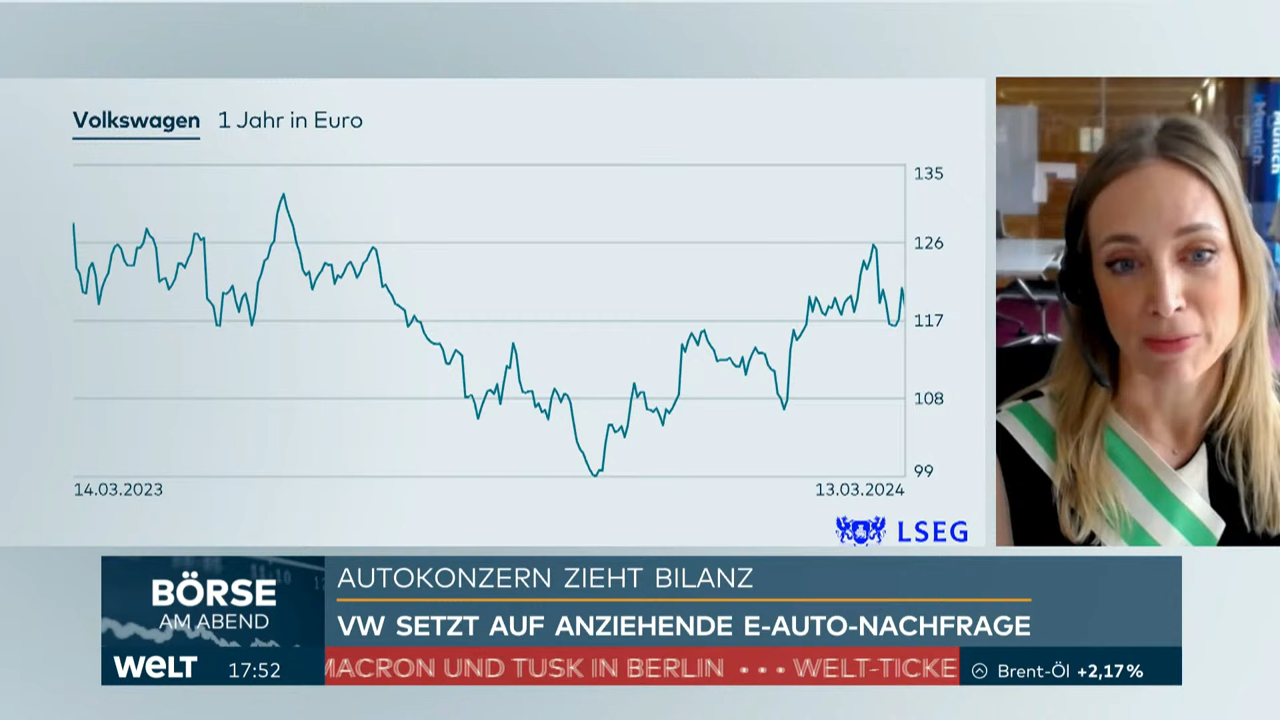 Volkswagen 1 Jahr in Euro
135
126
117
108
99
14.03.2023
13.03.2024
LSEG
Munich
Munich
BÖRSE
AM ABEND
AUTOKONZERN ZIEHT BILANZ
VW SETZT AUF ANZIEHENDE E-AUTO-NACHFRAGE
welt 17:52
MACRON UND TUSK IN BERLIN ••• WELT-TICKE
Brent-Öl +2,17%